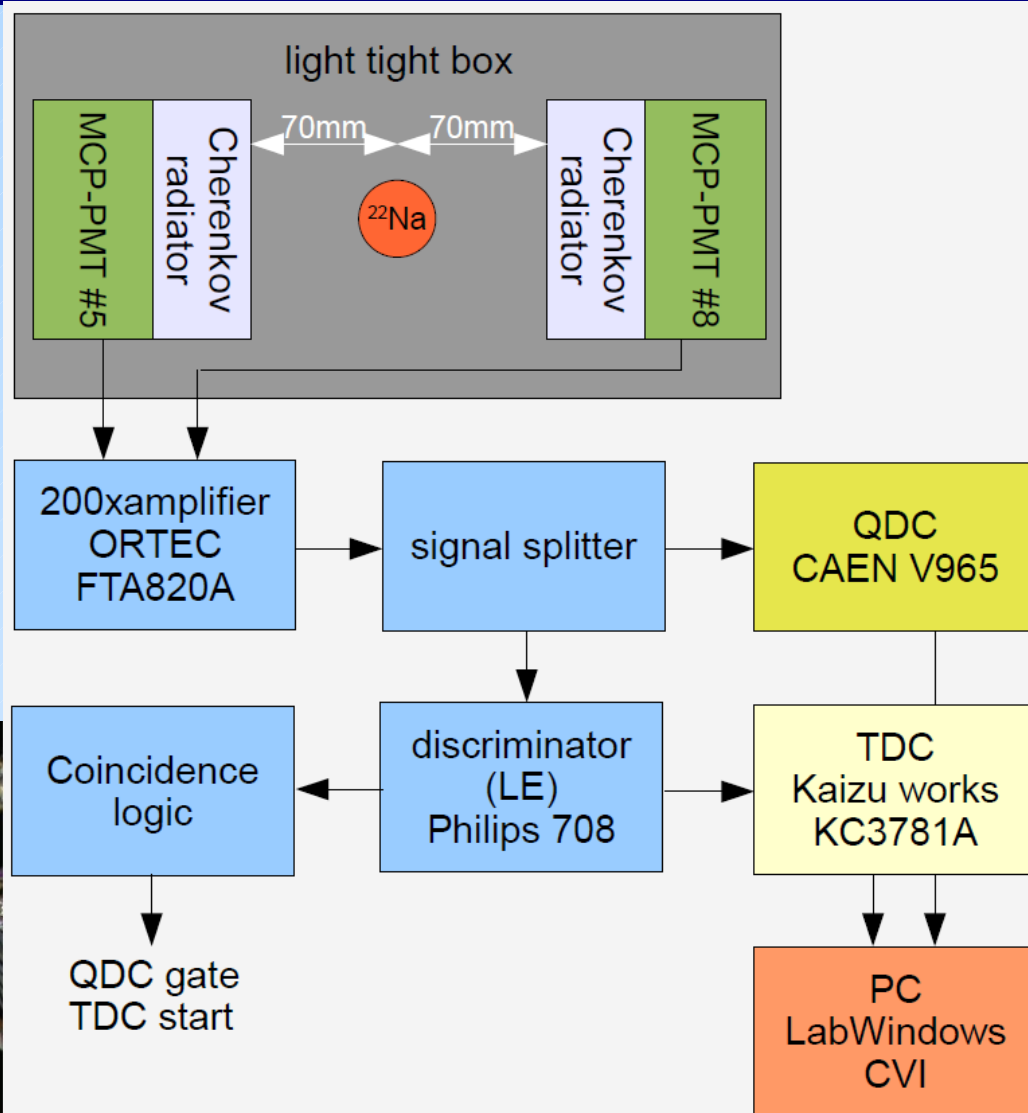 light tight box
70mm 70mm
MCP-PMT #5
Cherenkov
radiator
²²Na
Cherenkov
radiator
MCP-PMT #8
200xamplifier
ORTEC
FTA820A
signal splitter
QDC
CAEN V965
Coincidence
logic
discriminator
(LE)
Philips 708
TDC
Kaizu works
KC3781A
QDC gate
TDC start
PC
LabWindows
CVI